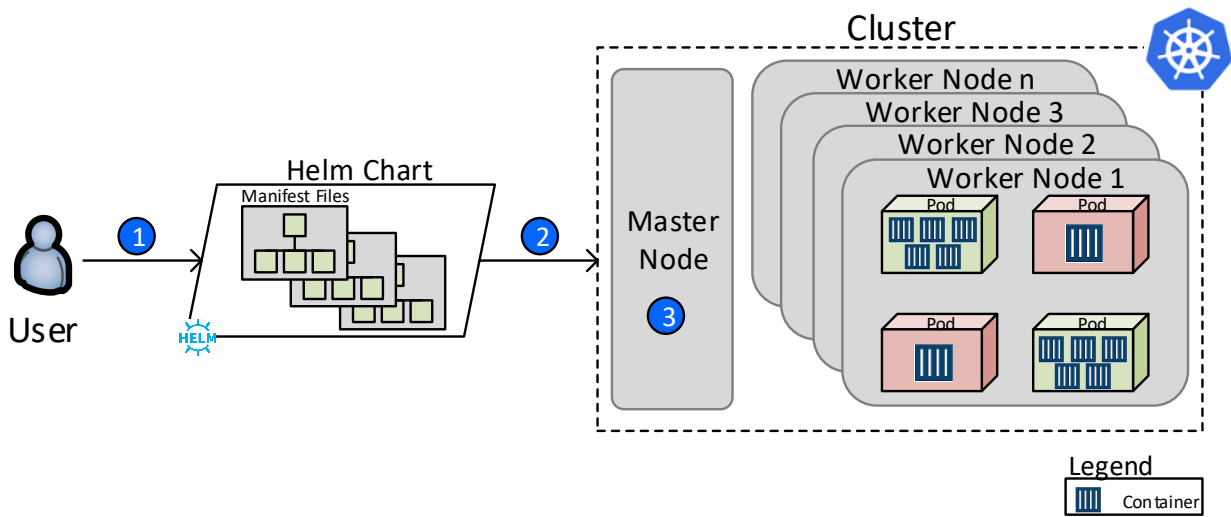 Cluster
Worker Node n
Worker Node 3
Worker Node 2
Worker Node 1
Helm Chart
Manifest Files
1
2
User
HELM
Master
Node
3
Pod
Pod
Pod
Pod
Legend
Container